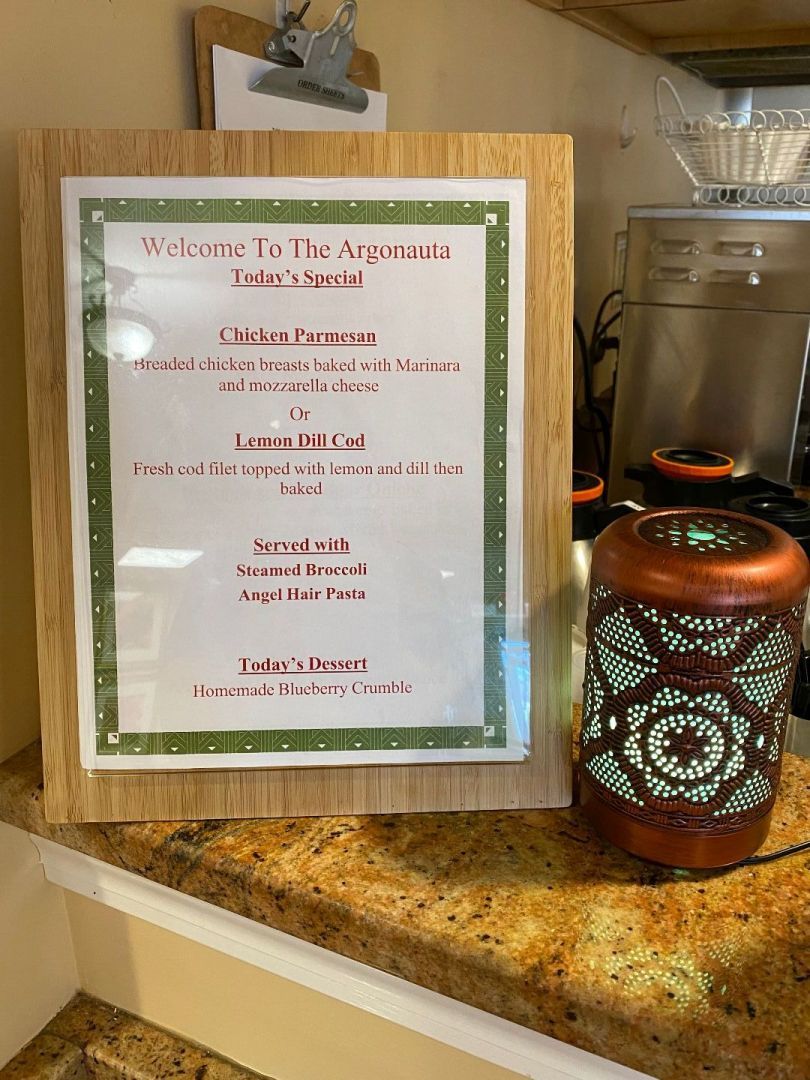 ORDER SHEETS
Welcome To The Argonauta
Today's Special
Chicken Parmesan
Breaded chicken breasts baked with Marinara
and mozzarella cheese
Or
Lemon Dill Cod
Fresh cod filet topped with lemon and dill then
baked
Served with
Steamed Broccoli
Angel Hair Pasta
Today's Dessert
Homemade Blueberry Crumble